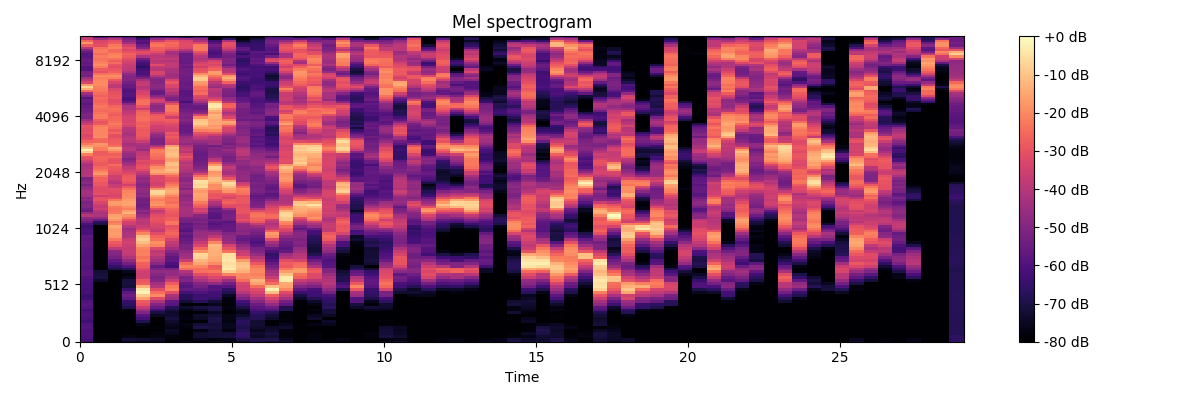 Mel spectrogram
Hz
8192
4096
2048
1024
512
0
0 5 10 15 20 25
Time
+0 dB
-10 dB
-20 dB
-30 dB
-40 dB
-50 dB
-60 dB
-70 dB
-80 dB